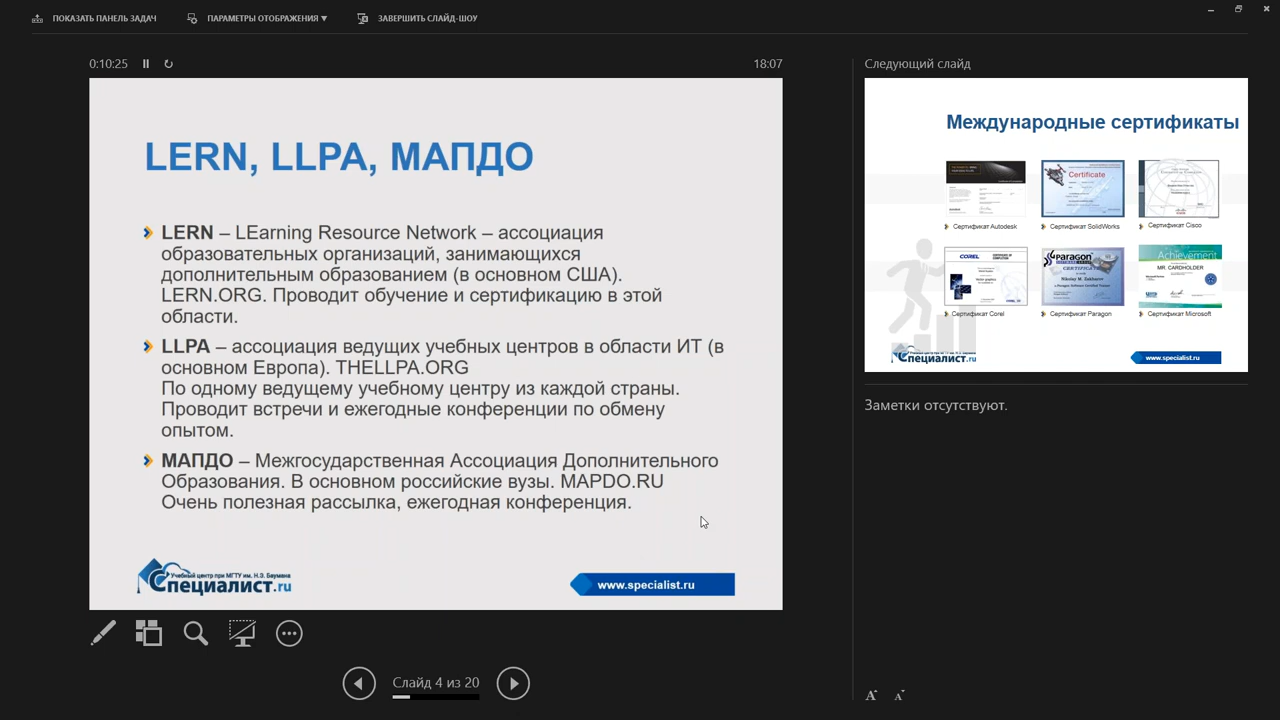 ПОКАЗАТЬ ПАНЕЛЬ ЗАДАЧ
ПАРАМЕТРЫ ОТОБРАЖЕНИЯ ▼
ЗАВЕРШИТЬ СЛАЙД-ШОУ
0:10:25
18:07
LERN, LLPA, МАПДО
LERN – LEarning Resource Network – ассоциация
образовательных организаций, занимающихся
дополнительным образованием (в основном США).
LERN.ORG. Проводит обучение и сертификацию в этой
области.
LLPA – ассоциация ведущих учебных центров в области ИТ (в
основном Европа). THELLPA.ORG
По одному ведущему учебному центру из каждой страны.
Проводит встречи и ежегодные конференции по обмену
опытом.
МАПДО – Межгосударственная Ассоциация Дополнительного
Образования. В основном российские вузы. MAPDO.RU
Очень полезная рассылка, ежегодная конференция.
Учебный центр при МГТУ им. Н.Э. Баумана
Специалист.ru
www.specialist.ru
Слайд 4 из 20
Следующий слайд
Международные сертификаты
Certificate
Сертификат Autodesk
Сертификат SolidWorks
Сертификат Cisco
COREL
PARAGON
CERTIFICATE
Achievement
MR. CARDHOLDER
Сертификат Corel
Сертификат Paragon
Сертификат Microsoft
Специалист.ru
www.specialist.ru
Заметки отсутствуют.